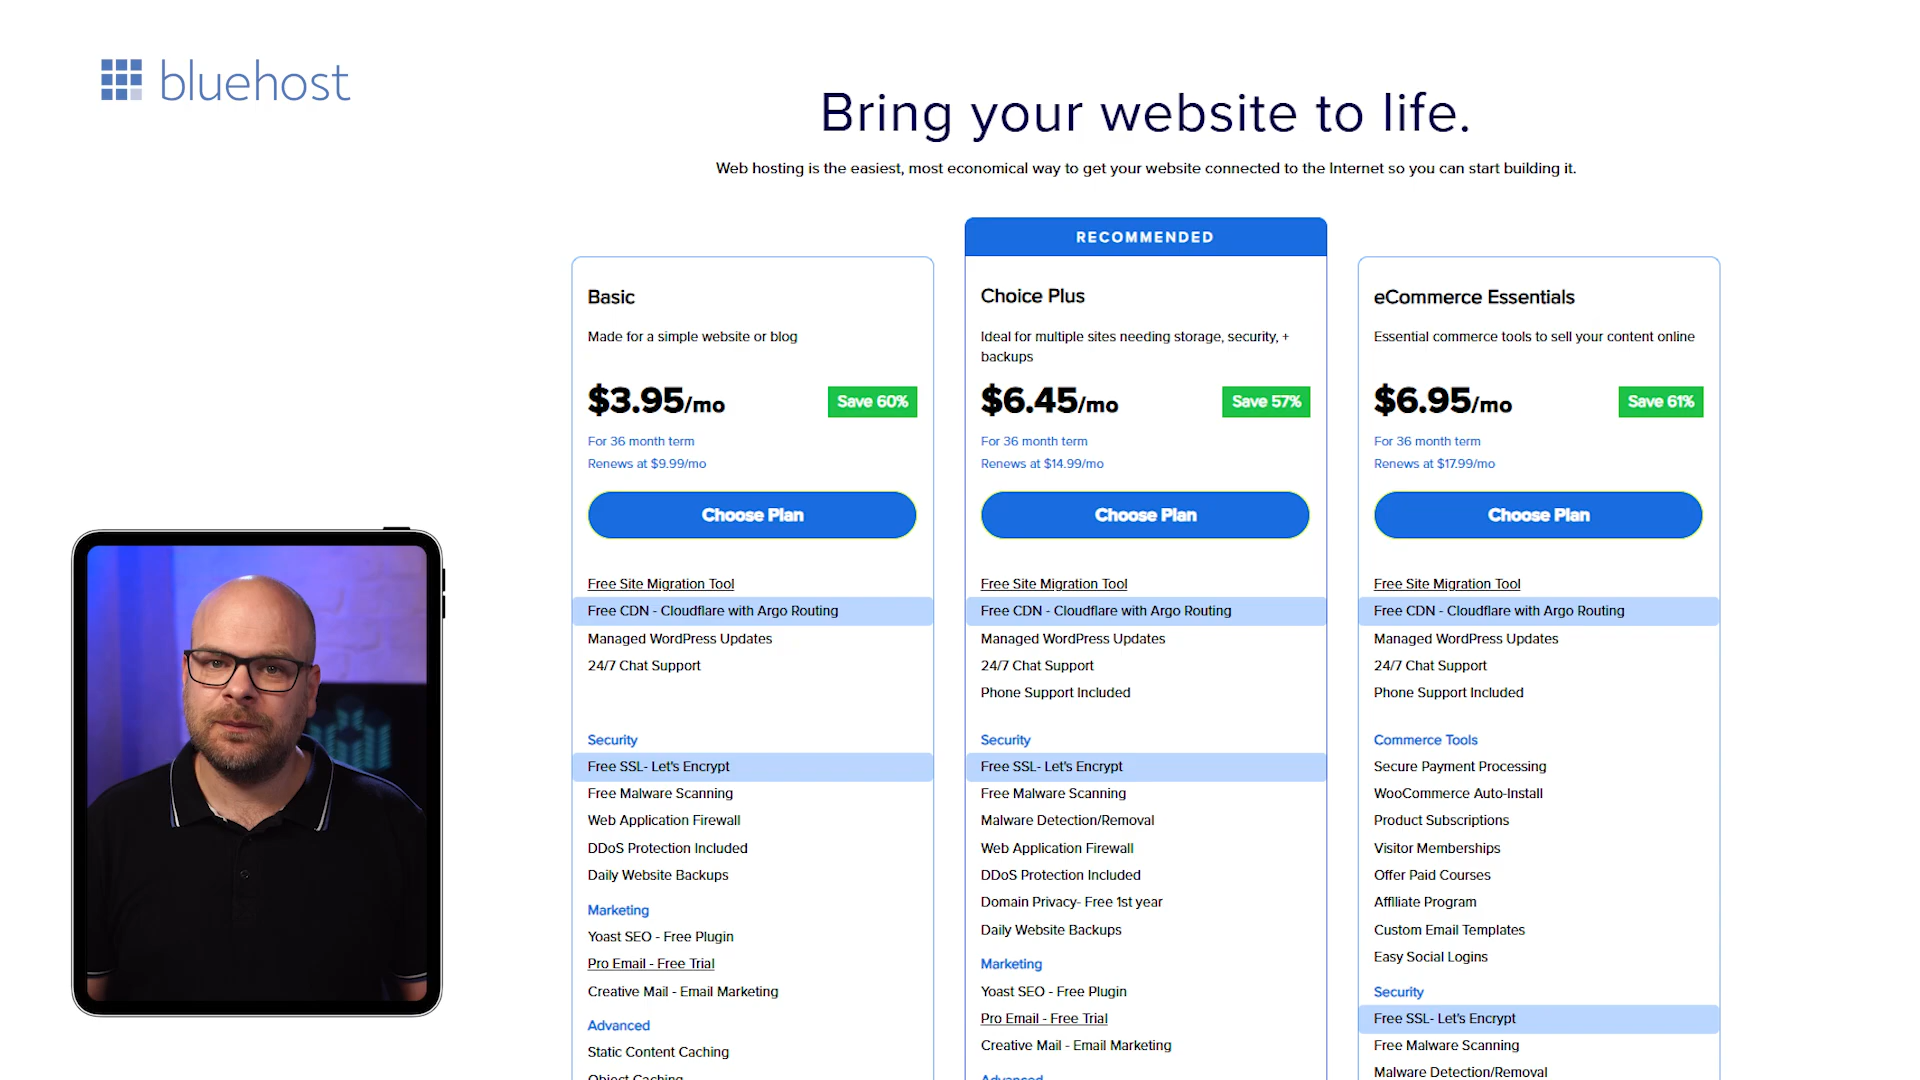 bluehost
Bring your website to life.
Web hosting is the easiest, most economical way to get your website connected to the Internet so you can start building it.
Basic
Made for a simple website or blog
$3.95/mo
Save 60%
For 36 month term
Renews at $9.99/mo
Choose Plan
Free Site Migration Tool
Free CDN - Cloudflare with Argo Routing
Managed WordPress Updates
24/7 Chat Support
Security
Free SSL- Let's Encrypt
Free Malware Scanning
Web Application Firewall
DDoS Protection Included
Daily Website Backups
Marketing
Yoast SEO - Free Plugin
Pro Email - Free Trial
Creative Mail - Email Marketing
Advanced
Static Content Caching
Object Caching
RECOMMENDED
Choice Plus
Ideal for multiple sites needing storage, security, +
backups
$6.45/mo
Save 57%
For 36 month term
Renews at $14.99/mo
Choose Plan
Free Site Migration Tool
Free CDN - Cloudflare with Argo Routing
Managed WordPress Updates
24/7 Chat Support
Phone Support Included
Security
Free SSL- Let's Encrypt
Free Malware Scanning
Malware Detection/Removal
Web Application Firewall
DDoS Protection Included
Domain Privacy- Free 1st year
Daily Website Backups
Marketing
Yoast SEO - Free Plugin
Pro Email - Free Trial
Creative Mail - Email Marketing
Advanced
eCommerce Essentials
Essential commerce tools to sell your content online
$6.95/mo
Save 61%
For 36 month term
Renews at $17.99/mo
Choose Plan
Free Site Migration Tool
Free CDN - Cloudflare with Argo Routing
Managed WordPress Updates
24/7 Chat Support
Phone Support Included
Commerce Tools
Secure Payment Processing
WooCommerce Auto-Install
Product Subscriptions
Visitor Memberships
Offer Paid Courses
Affiliate Program
Custom Email Templates
Easy Social Logins
Security
Free SSL- Let's Encrypt
Free Malware Scanning
Malware Detection/Removal